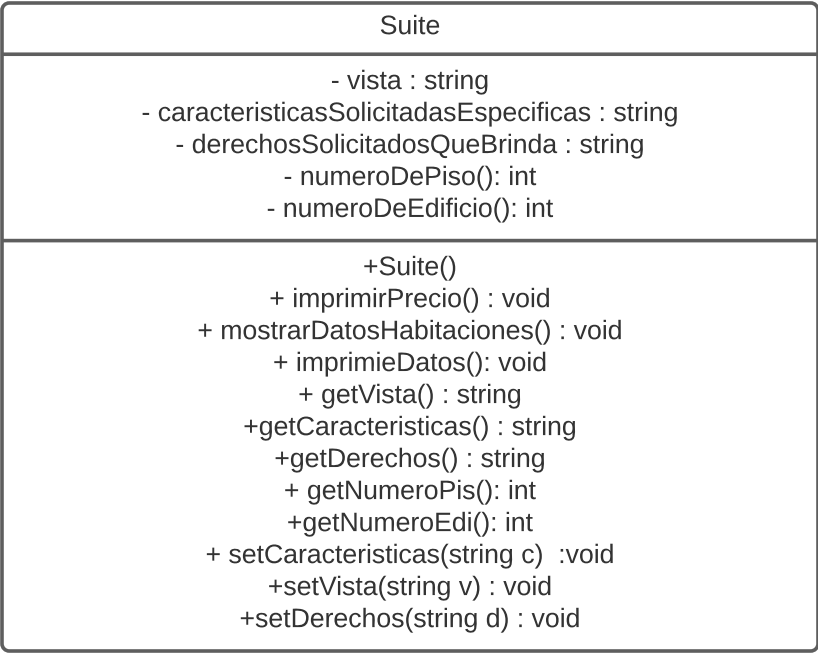 Suite
- vista : string
- caracteristicasSolicitadasEspecificas : string
- derechosSolicitadosQueBrinda : string
- numeroDePiso(): int
- numeroDeEdificio(): int
+Suite()
+ imprimirPrecio() : void
+ mostrarDatosHabitaciones() : void
+ imprimieDatos(): void
+ getVista() : string
+getCaracteristicas() : string
+getDerechos() : string
+ getNumeroPis(): int
+getNumeroEdi(): int
+ setCaracteristicas(string c)  :void
+setVista(string v) : void
+setDerechos(string d) : void